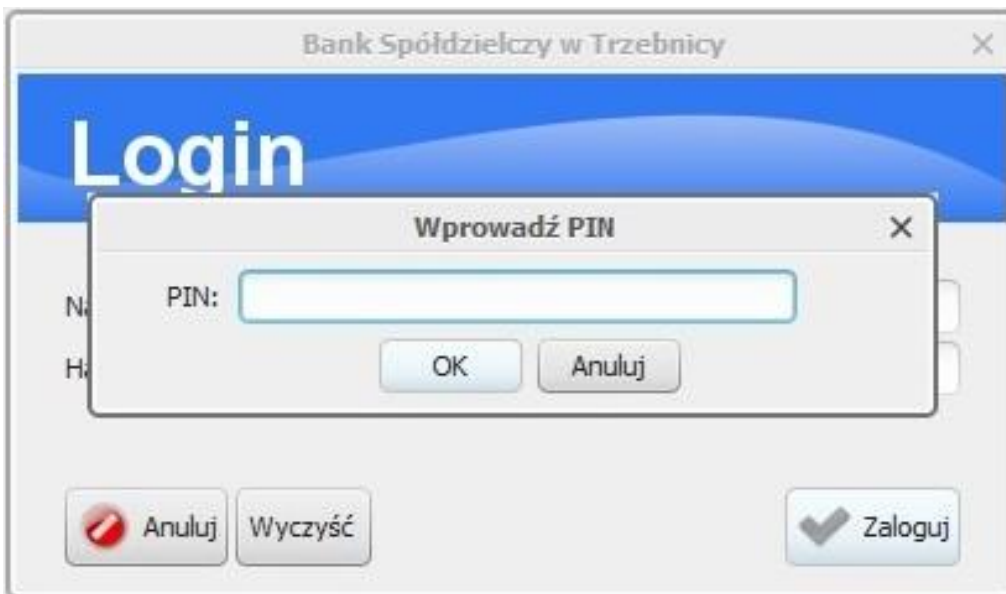 Bank Spółdzielczy w Trzebnicy
Login
Wprowadź PIN
PIN:
OK Anuluj
Anuluj Wyczyść Zaloguj